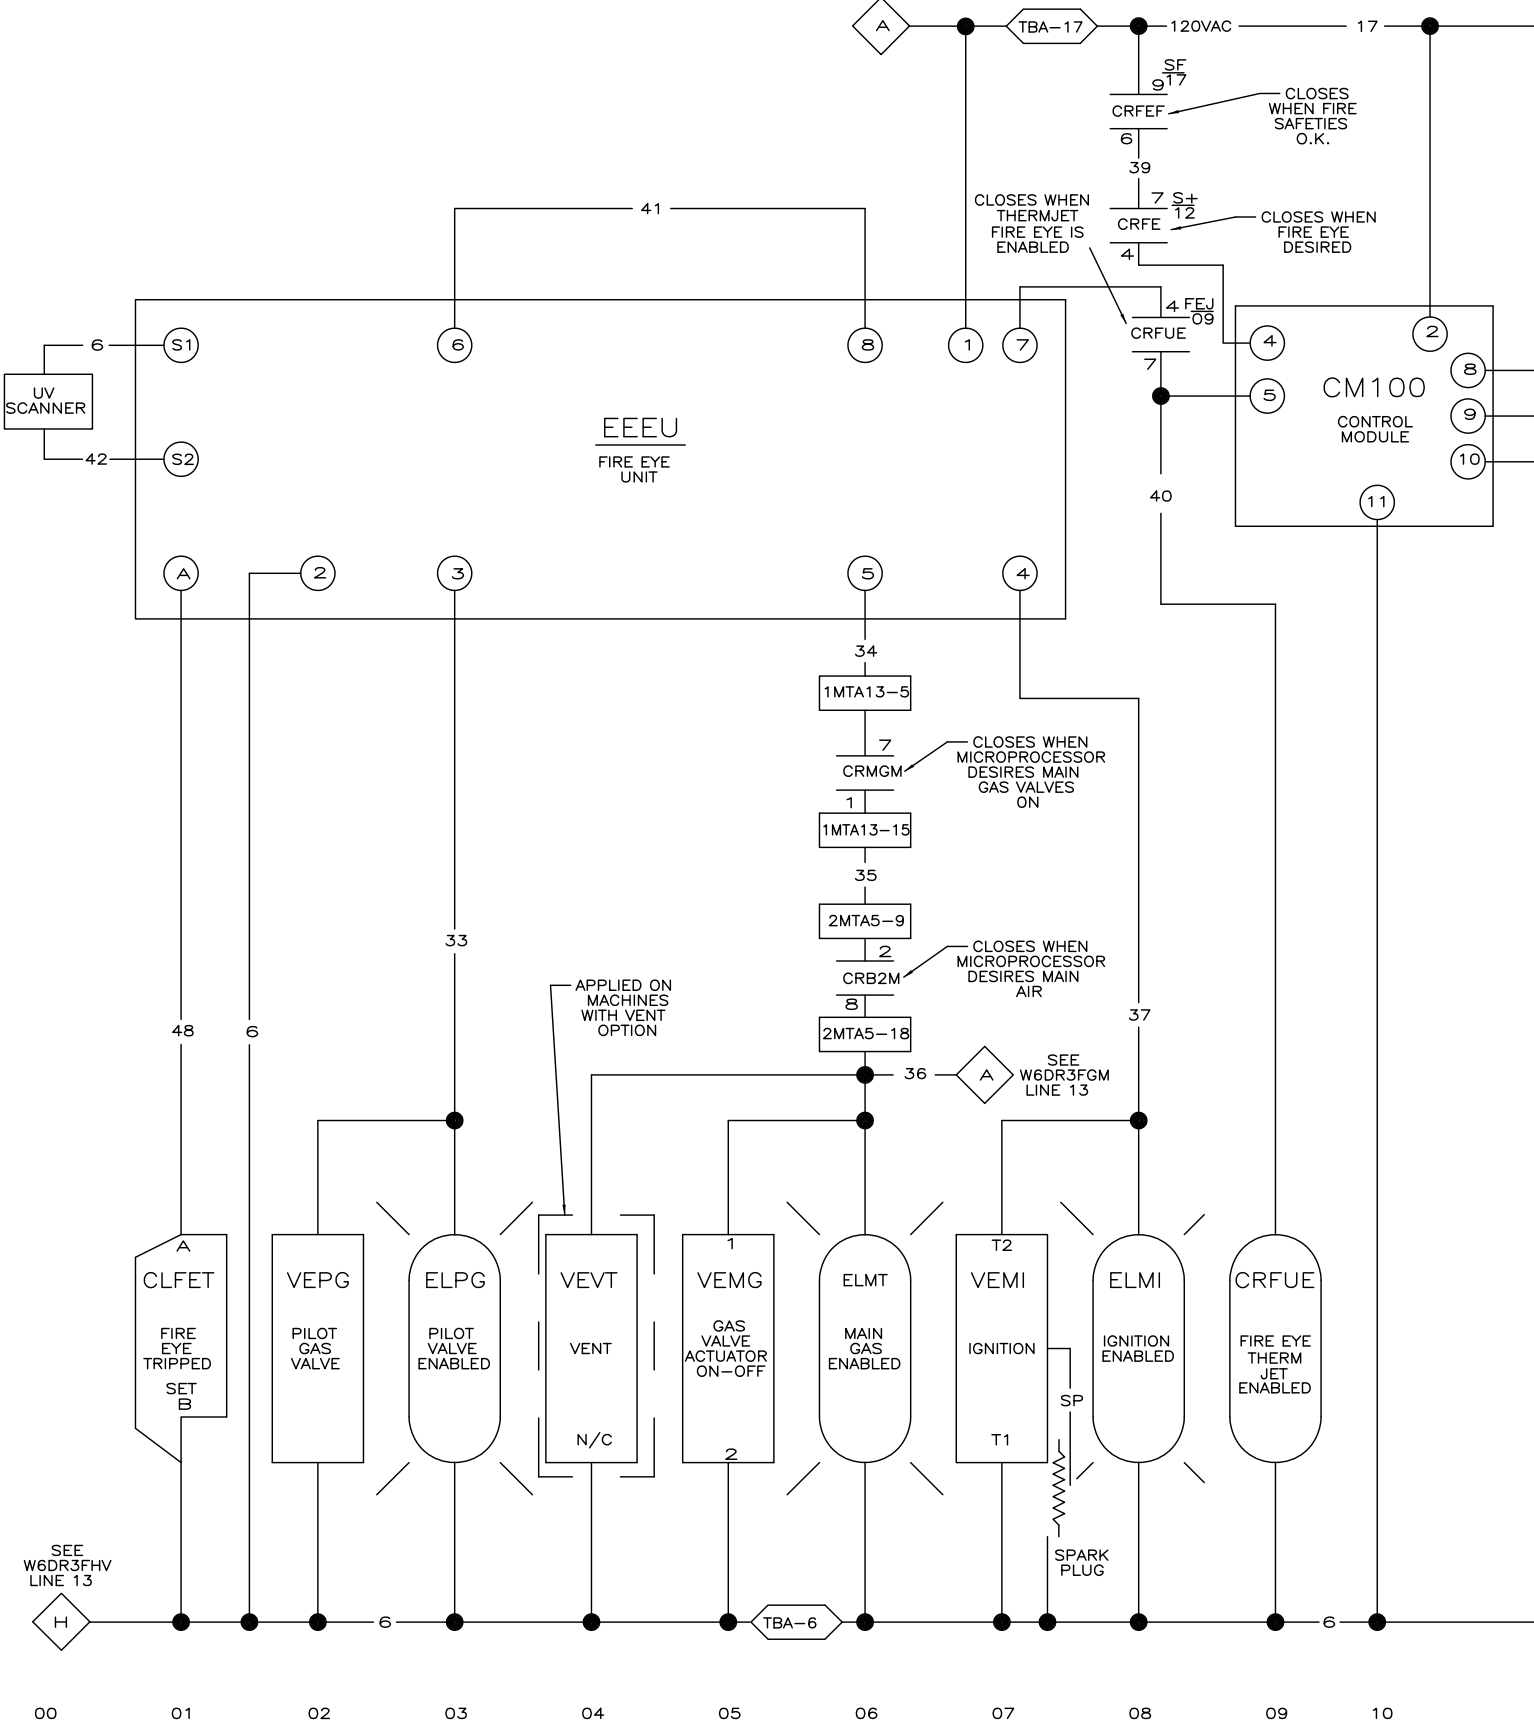 A
TBA-17
120VAC
17
SF
17
9
CRFEF
6
CLOSES
WHEN FIRE
SAFETIES
O.K.
39
7
S+
12
CRFE
4
CLOSES WHEN
FIRE EYE
DESIRED
CLOSES WHEN
THERMJET
FIRE EYE IS
ENABLED
41
4
FEJ
09
CRFUE
7
6
S1
UV
SCANNER
42
S2
6
8
1
7
EEEU
FIRE EYE
UNIT
4
2
5
8
9
10
CM100
CONTROL
MODULE
11
40
A
2
3
5
4
34
1MTA13-5
7
CRMGM
1
CLOSES WHEN
MICROPROCESSOR
DESIRES MAIN
GAS VALVES
ON
1MTA13-15
35
2MTA5-9
2
CRB2M
8
CLOSES WHEN
MICROPROCESSOR
DESIRES MAIN
AIR
2MTA5-18
33
APPLIED ON
MACHINES
WITH VENT
OPTION
48
6
37
36
A
SEE
W6DR3FGM
LINE 13
A
CLFET
FIRE
EYE
TRIPPED
SET
B
VEPG
PILOT
GAS
VALVE
ELPG
PILOT
VALVE
ENABLED
VEVT
VENT
N/C
1
VEMG
GAS
VALVE
ACTUATOR
ON-OFF
2
ELMT
MAIN
GAS
ENABLED
T2
VEMI
IGNITION
T1
SP
SPARK
PLUG
ELMI
IGNITION
ENABLED
CRFUE
FIRE EYE
THERM
JET
ENABLED
SEE
W6DR3FHV
LINE 13
H
6
TBA-6
6
00
01
02
03
04
05
06
07
08
09
10